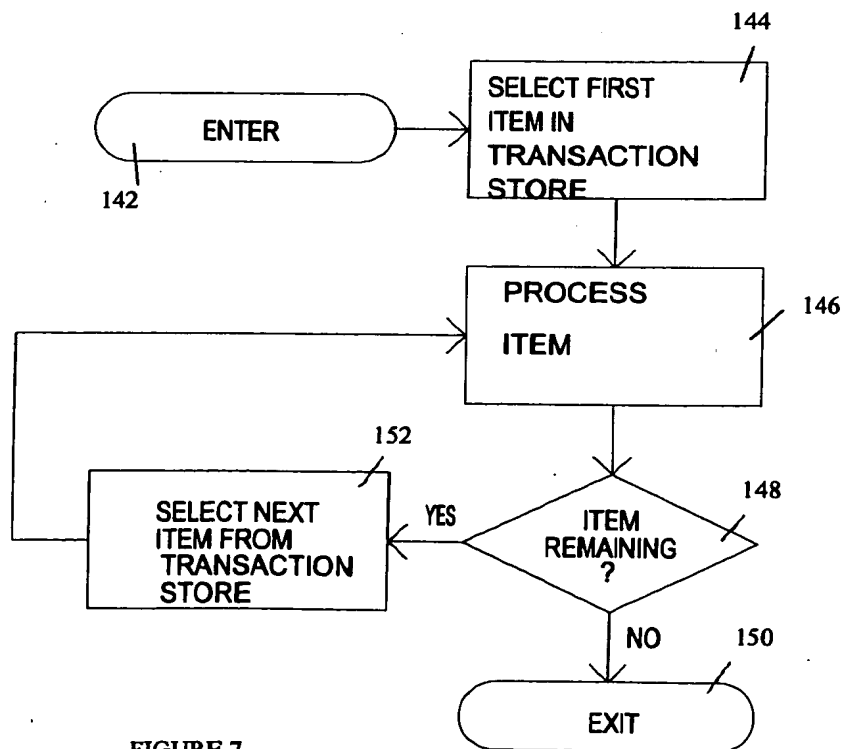 144
SELECT FIRST
ITEM IN
TRANSACTION
STORE
ENTER
142
PROCESS
ITEM
146
152
SELECT NEXT
ITEM FROM
TRANSACTION
STORE
YES
ITEM
REMAINING
?
148
NO
150
EXIT
FIGURE 7